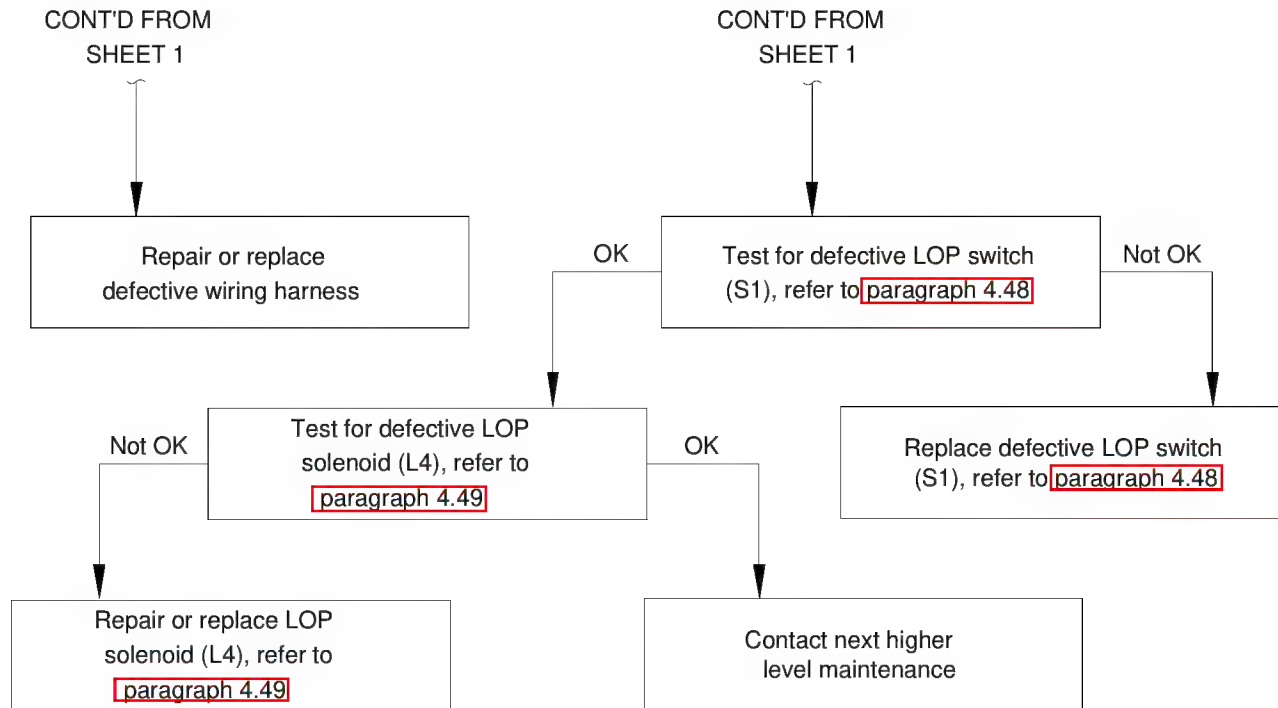 CONT'D FROM
SHEET 1
CONT'D FROM
SHEET 1
Repair or replace
defective wiring harness
OK
Test for defective LOP switch
(S1), refer to paragraph 4.48
Not OK
Not OK
Test for defective LOP
solenoid (L4), refer to
paragraph 4.49
OK
Replace defective LOP switch
(S1), refer to paragraph 4.48
Repair or replace LOP
solenoid (L4), refer to
paragraph 4.49
Contact next higher
level maintenance